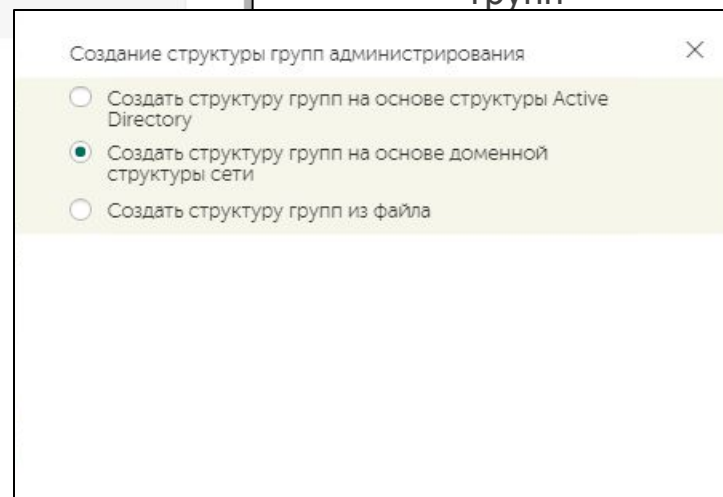 групп
Создание структуры групп администрирования
Создать структуру групп на основе структуры Active
Directory
Создать структуру групп на основе доменной
структуры сети
Создать структуру групп из файла